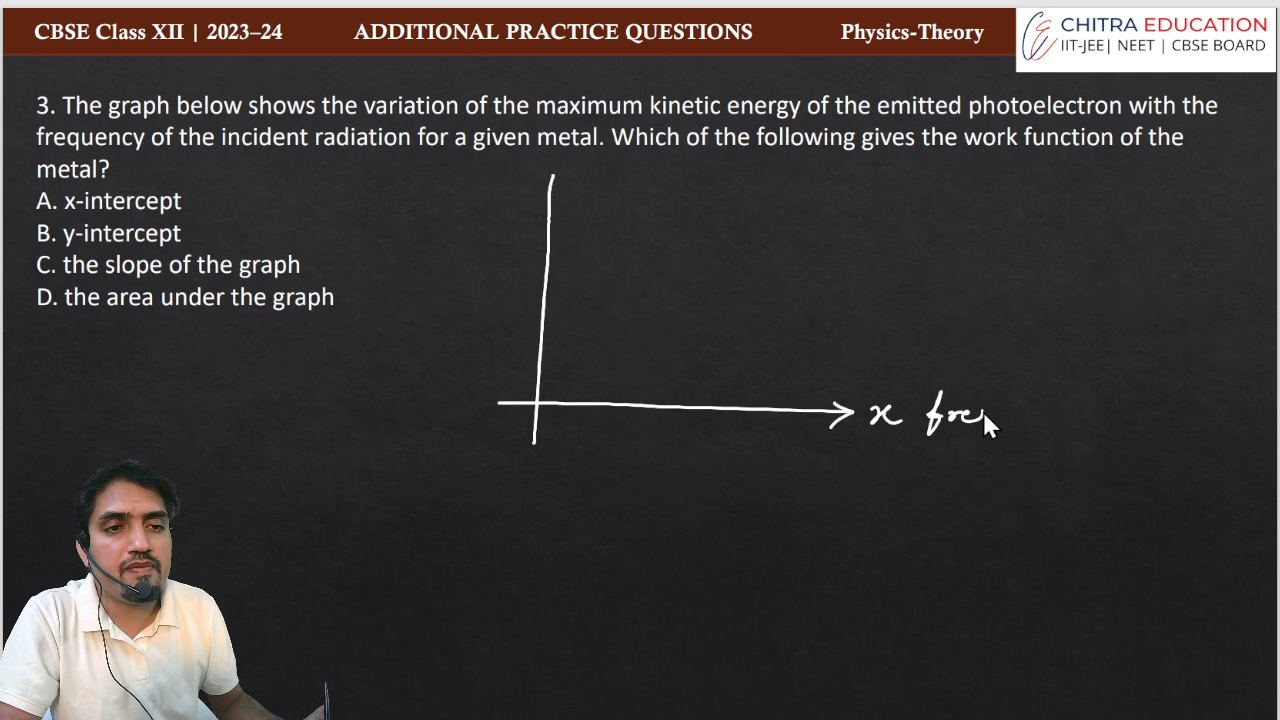 CBSE Class XII | 2023–24 ADDITIONAL PRACTICE QUESTIONS Physics-Theory
CHITRA EDUCATION
IIT-JEE| NEET | CBSE BOARD
3. The graph below shows the variation of the maximum kinetic energy of the emitted photoelectron with the
frequency of the incident radiation for a given metal. Which of the following gives the work function of the
metal?
A. x-intercept
B. y-intercept
C. the slope of the graph
D. the area under the graph
x fre